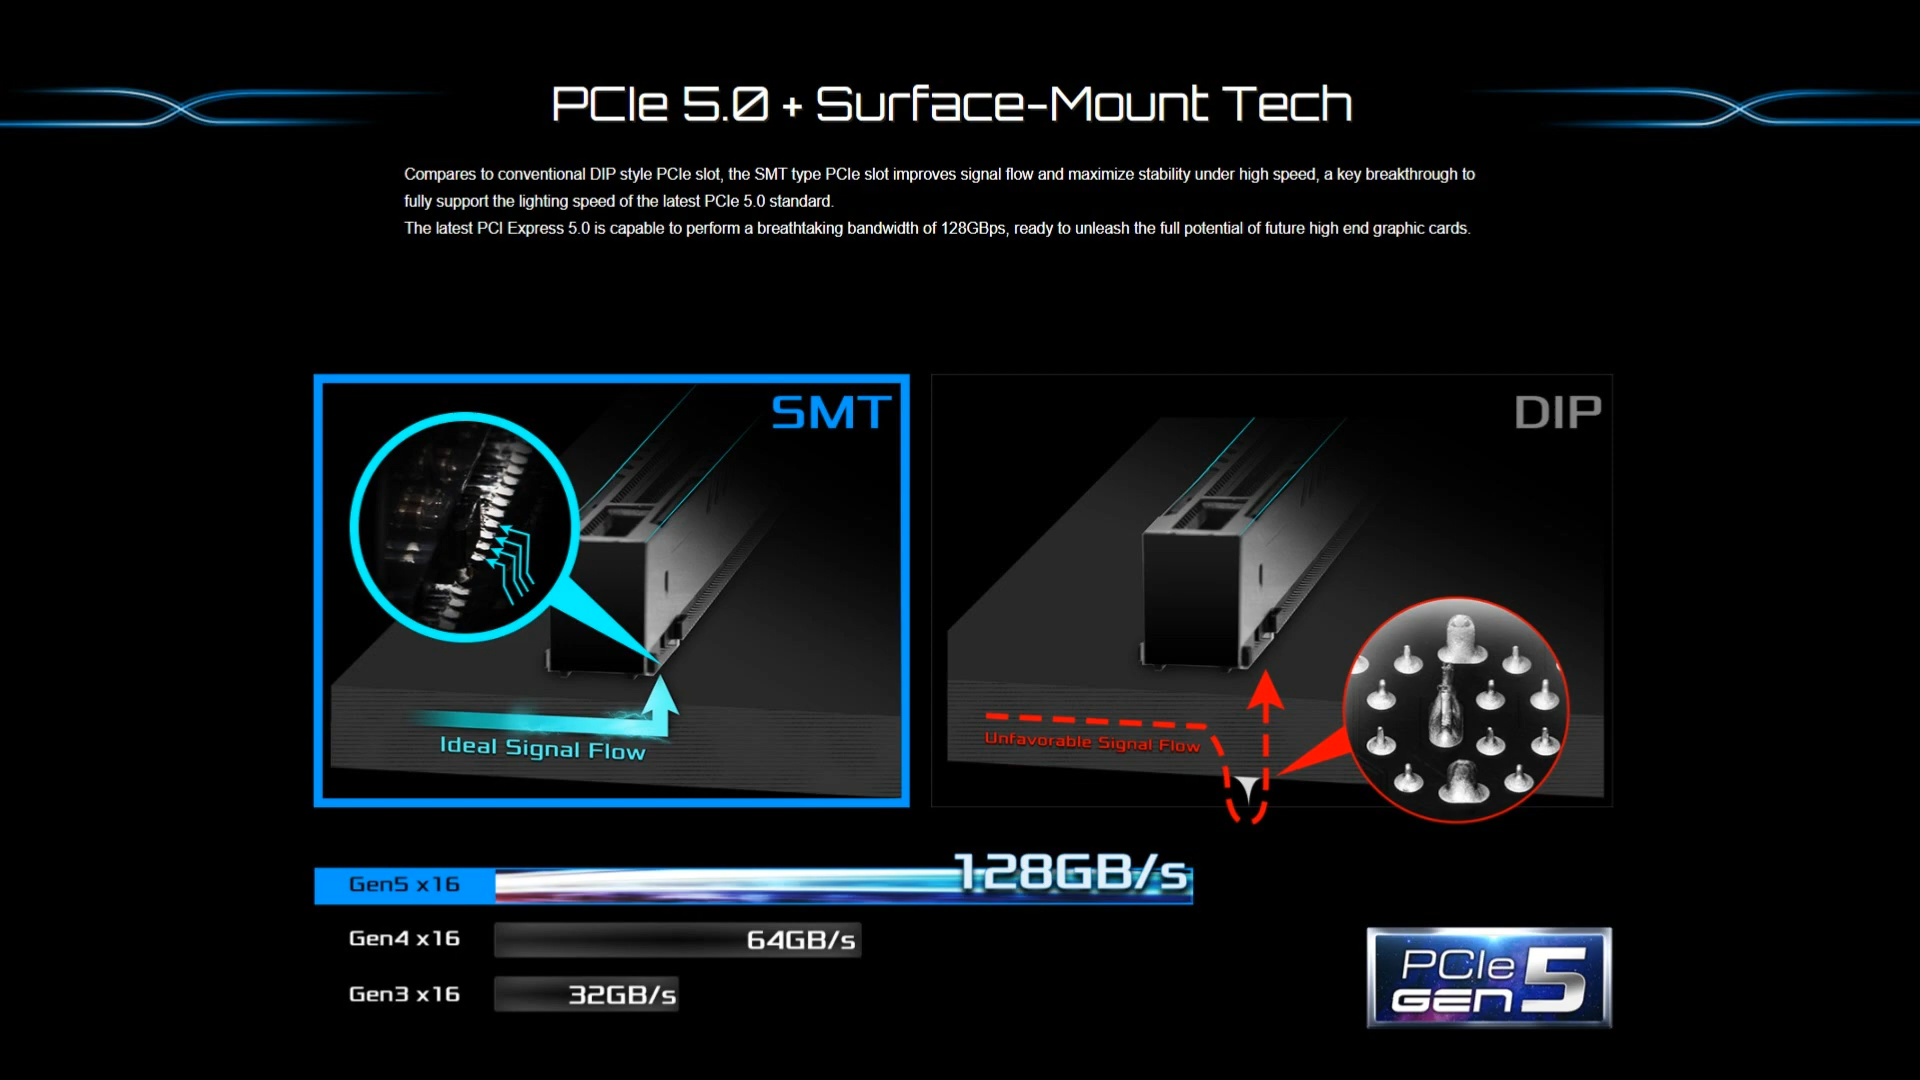 PCIe 5.0 + Surface-Mount Tech
Compares to conventional DIP style PCIe slot, the SMT type PCIe slot improves signal flow and maximize stability under high speed, a key breakthrough to
fully support the lighting speed of the latest PCIe 5.0 standard.
The latest PCI Express 5.0 is capable to perform a breathtaking bandwidth of 128GBps, ready to unleash the full potential of future high end graphic cards.
SMT
Ideal Signal Flow
DIP
Unfavorable Signal Flow
Gen5 x16 128GB/s
Gen4 x16 64GB/s
Gen3 x16 32GB/s
PCIe
GEN 5